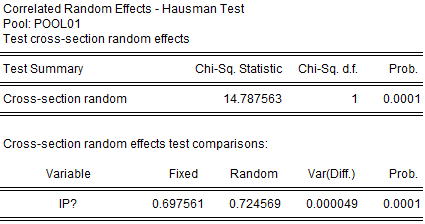 Correlated Random Effects - Hausman Test
Pool: POOL01
Test cross-section random effects
Test Summary Chi-Sq. Statistic Chi-Sq. d.f. Prob.
Cross-section random 14.787563 1 0.0001
Cross-section random effects test comparisons:
Variable Fixed Random Var(Diff.) Prob.
IP? 0.697561 0.724569 0.000049 0.0001